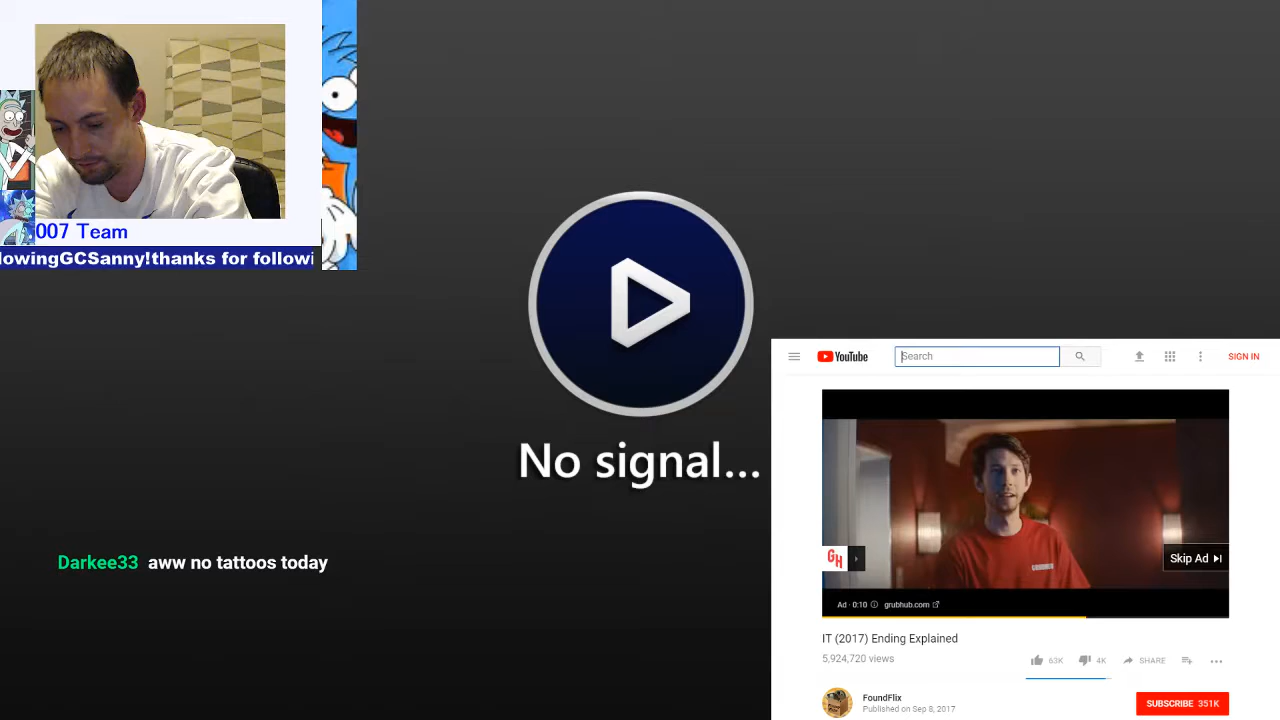 007 Team
lowingGCSanny!thanks for followi
No signal...
Darkee33 aww no tattoos today
YouTube
Search
SIGN IN
GH
Skip Ad
Ad · 0:10
grubhub.com
IT (2017) Ending Explained
5,924,720 views
63K
4K
SHARE
FoundFlix
Published on Sep 8, 2017
SUBSCRIBE 351K